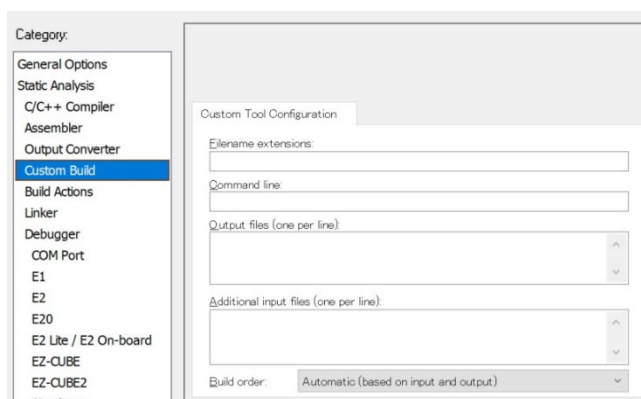 Category:
General Options
Static Analysis
C/C++ Compiler
Assembler
Output Converter
Custom Build
Build Actions
Linker
Debugger
COM Port
E1
E2
E20
E2 Lite / E2 On-board
EZ-CUBE
EZ-CUBE2
Custom Tool Configuration
Filename extensions:
Command line:
Output files (one per line):
Additional input files (one per line):
Build order: Automatic (based on input and output)